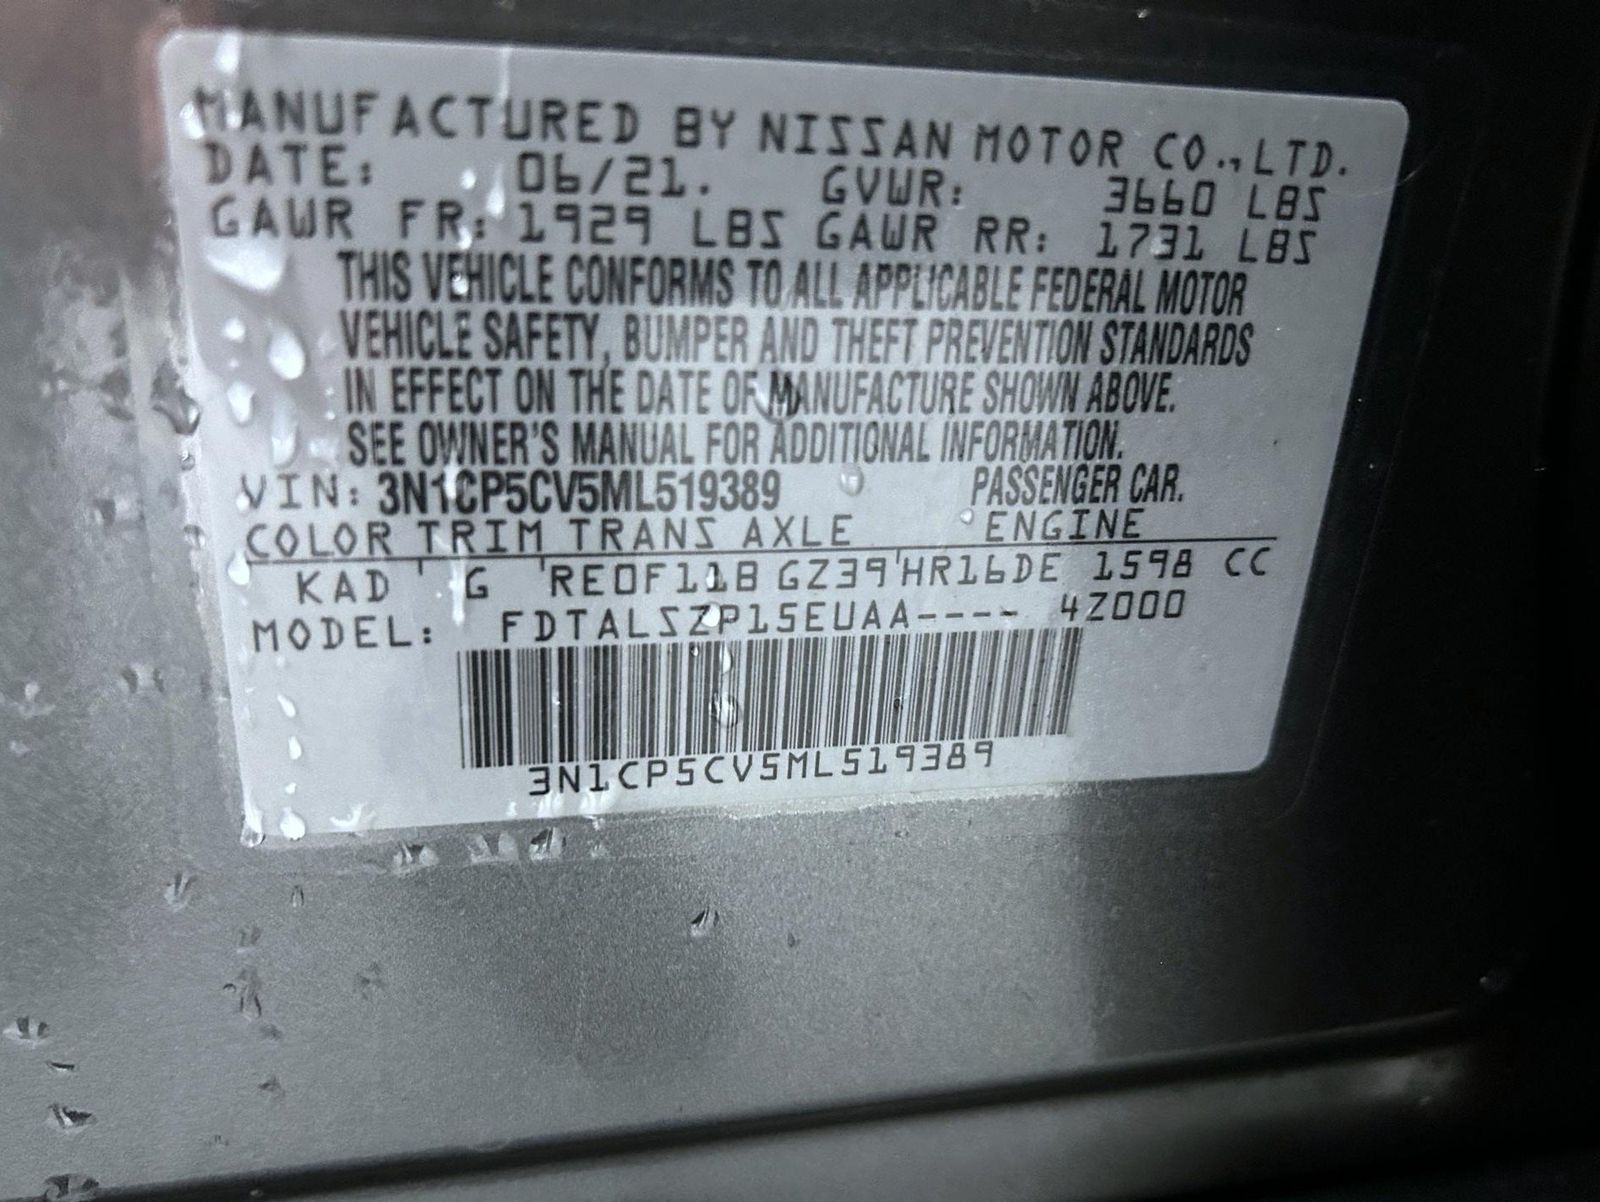 MANUFACTURED BY NISSAN MOTOR CO., LTD.
DATE: 06/21. GVWR: 3660 LBS
GAWR FR: 1929 LBS GAWR RR: 1731 LBS
THIS VEHICLE CONFORMS TO ALL APPLICABLE FEDERAL MOTOR
VEHICLE SAFETY, BUMPER AND THEFT PREVENTION STANDARDS
IN EFFECT ON THE DATE OF MANUFACTURE SHOWN ABOVE.
SEE OWNER'S MANUAL FOR ADDITIONAL INFORMATION.
VIN: 3N1CP5CV5ML519389 PASSENGER CAR.
COLOR TRIM TRANS AXLE ENGINE
KAD G RE0F11B GZ39 HR16DE 1598 CC
MODEL: FDTALSZP15EUAA---- 4Z000
3N1CP5CV5ML519389